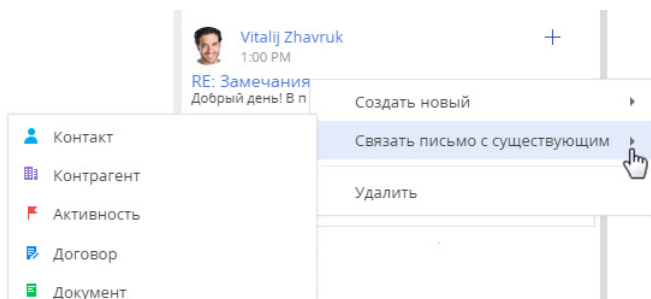 Vitalij Zhavruk
1:00 PM
RE: Замечания
Добрый день! В п
Создать новый
Связать письмо с существующим
Удалить
Контакт
Контрагент
Активность
Договор
Документ